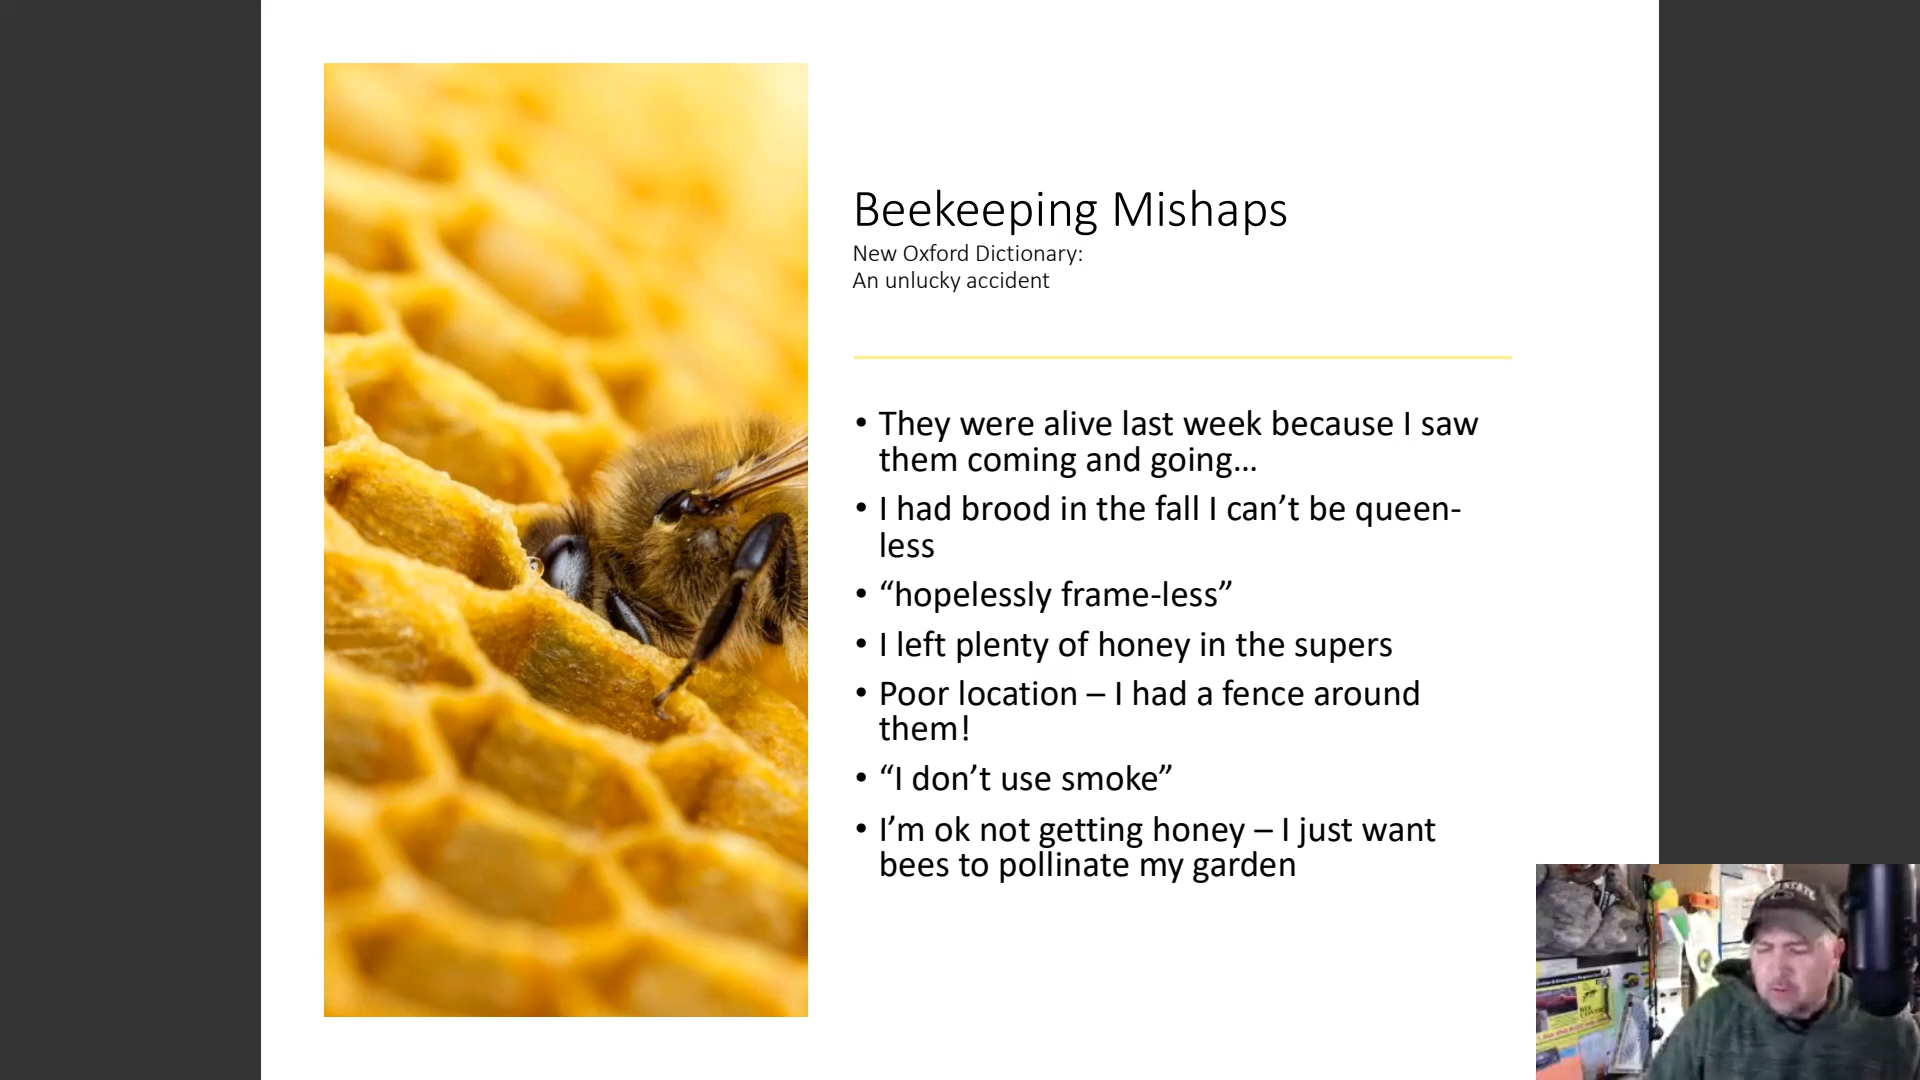 Beekeeping Mishaps
New Oxford Dictionary:
An unlucky accident
• They were alive last week because I saw
them coming and going...
• I had brood in the fall I can’t be queen-
less
• “hopelessly frame-less”
• I left plenty of honey in the supers
• Poor location – I had a fence around
them!
• “I don’t use smoke”
• I’m ok not getting honey – I just want
bees to pollinate my garden
STATE